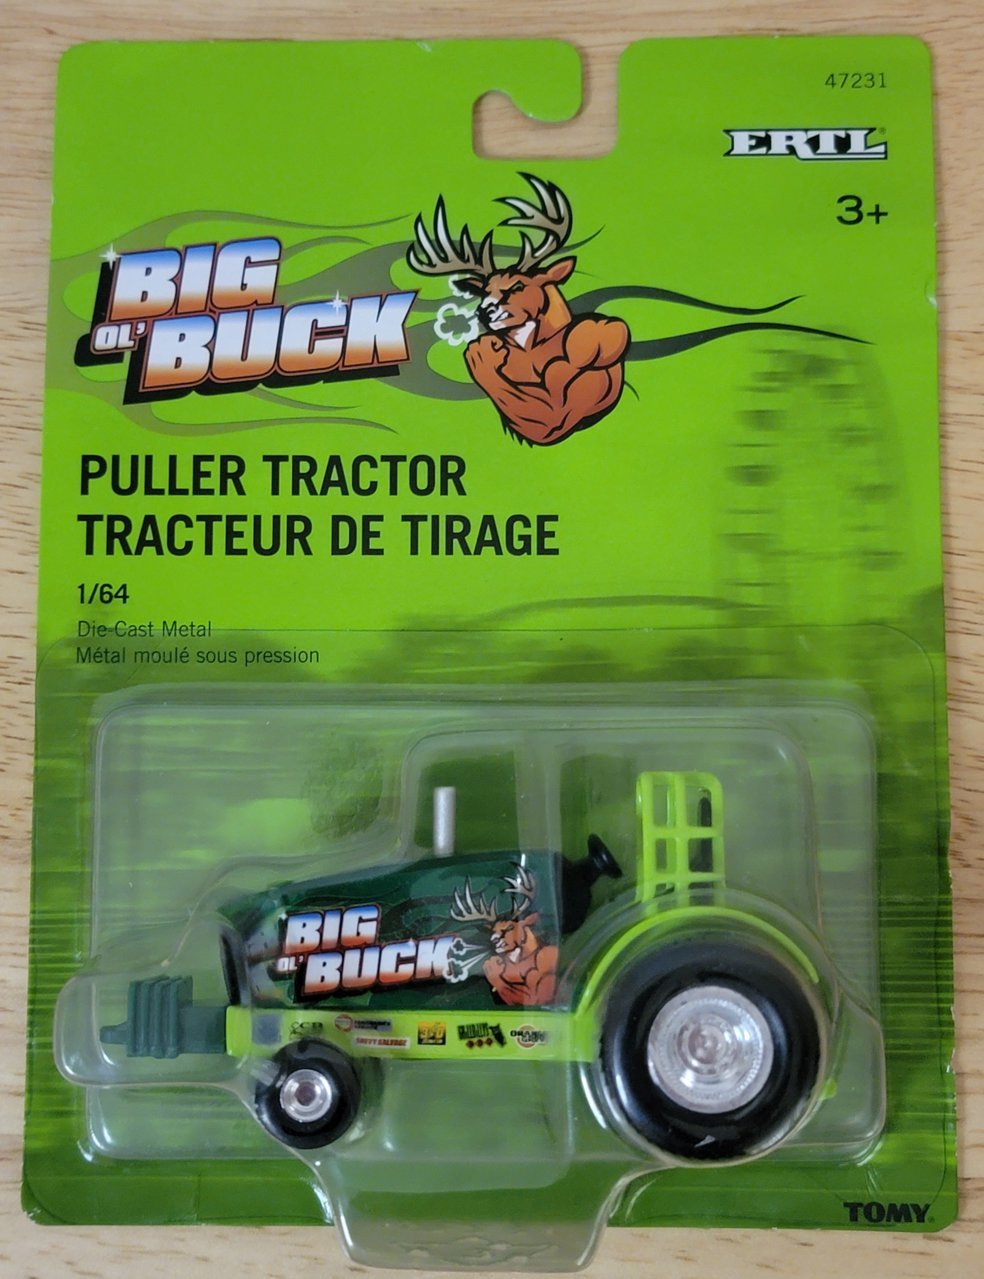 47231
ERTL
3+
BIG
OL' BUCK
PULLER TRACTOR
TRACTEUR DE TIRAGE
1/64
Die-Cast Metal
Métal moulé sous pression
BIG
OL' BUCK
TOMY